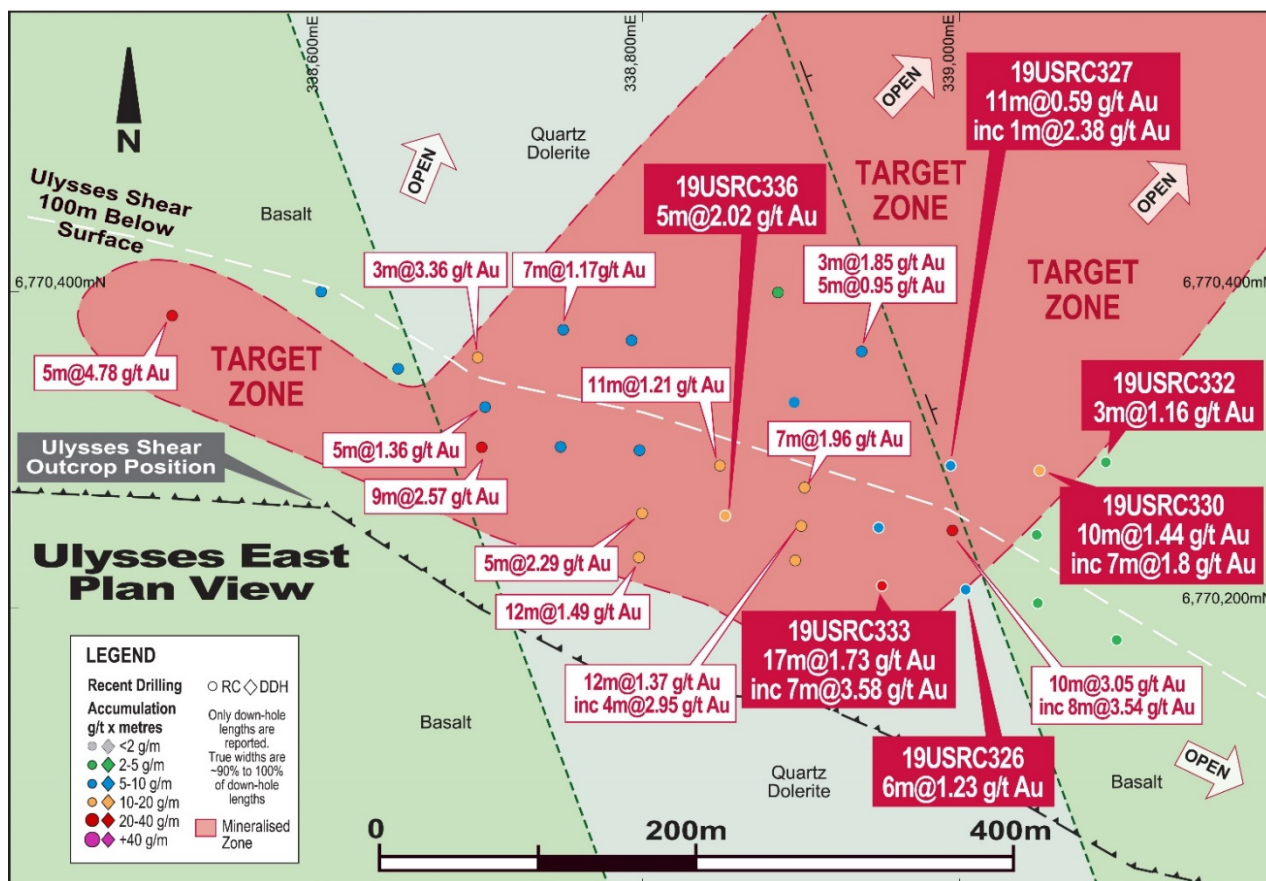 338,600mE
338,800mE
339,000mE
N
OPEN
OPEN
OPEN
OPEN
Quartz
Dolerite
Basalt
Ulysses Shear
100m Below
Surface
6,770,400mN
6,770,400mN
6,770,200mN
TARGET
ZONE
TARGET
ZONE
TARGET
ZONE
19USRC327
11m@0.59 g/t Au
inc 1m@2.38 g/t Au
19USRC336
5m@2.02 g/t Au
3m@3.36 g/t Au
7m@1.17g/t Au
3m@1.85 g/t Au
5m@0.95 g/t Au
5m@4.78 g/t Au
11m@1.21 g/t Au
19USRC332
3m@1.16 g/t Au
5m@1.36 g/t Au
7m@1.96 g/t Au
9m@2.57 g/t Au
19USRC330
10m@1.44 g/t Au
inc 7m@1.8 g/t Au
Ulysses Shear
Outcrop Position
5m@2.29 g/t Au
12m@1.49 g/t Au
Ulysses East
Plan View
19USRC333
17m@1.73 g/t Au
inc 7m@3.58 g/t Au
12m@1.37 g/t Au
inc 4m@2.95 g/t Au
10m@3.05 g/t Au
inc 8m@3.54 g/t Au
19USRC326
6m@1.23 g/t Au
Basalt
Quartz
Dolerite
Basalt
LEGEND
Recent Drilling
RC DDH
Accumulation
g/t x metres
<2 g/m
2-5 g/m
5-10 g/m
10-20 g/m
20-40 g/m
+40 g/m
Only down-hole
lengths are
reported.
True widths are
~90% to 100%
of down-hole
lengths
Mineralised
Zone
0
200m
400m